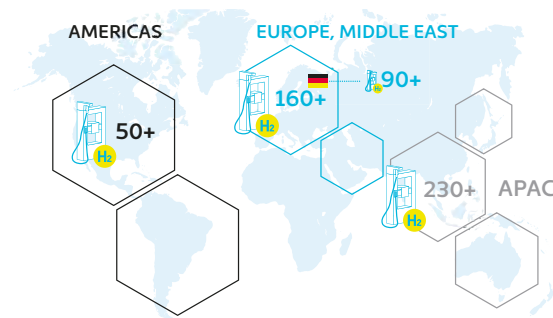 AMERICAS
EUROPE, MIDDLE EAST
90+
H2
160+
H2
50+
H2
230+
APAC
H2